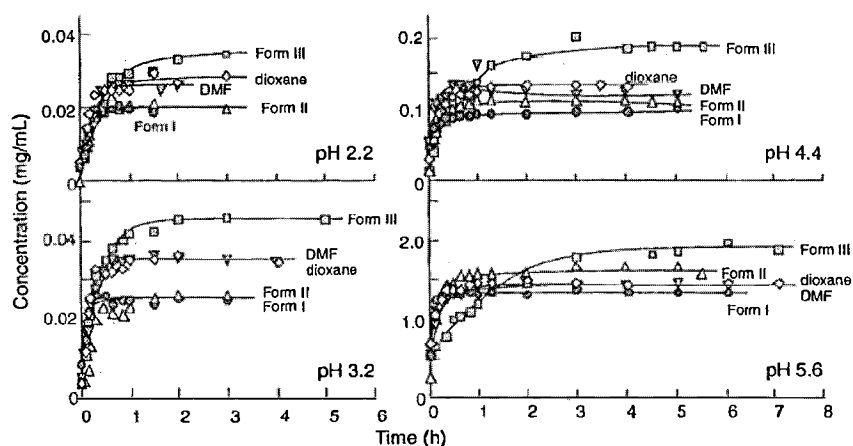 Concentration (mg/mL)
0.04
0.02
0
Form III
dioxane
DMF
Form II
Form I
pH 2.2
0.2
0.1
0
Form III
dioxane
DMF
Form II
Form I
pH 4.4
0.04
0.02
0
Form III
DMF
dioxane
Form II
Form I
pH 3.2
0 1 2 3 4 5 6
2.0
1.0
0
Form III
Form II
dioxane
DMF
Form I
pH 5.6
0 1 2 3 4 5 6 7 8
Time (h)